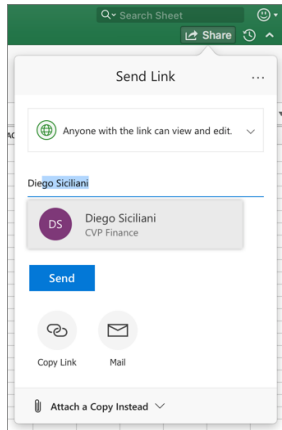 Search Sheet
Share
Send Link
...
Anyone with the link can view and edit.
Diego Siciliani
DS
Diego Siciliani
CVP Finance
Send
Copy Link
Mail
Attach a Copy Instead